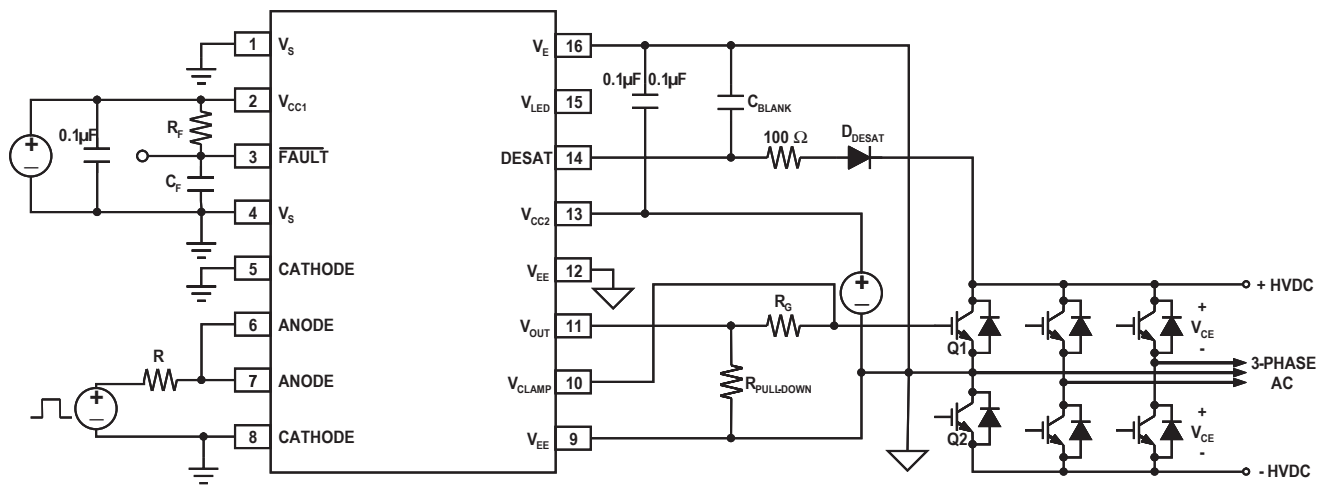 1 V_S
2 V_CC1
3 FAULT
4 V_S
5 CATHODE
6 ANODE
7 ANODE
8 CATHODE
V_E 16
V_LED 15
DESAT 14
V_CC2 13
V_EE 12
V_OUT 11
V_CLAMP 10
V_EE 9
+
–
0.1µF
R_F
C_F
R
+
–
0.1µF 0.1µF
C_BLANK
100 Ω
D_DESAT
+
–
R_G
R_PULL-DOWN
Q1
Q2
+ HVDC
+
V_CE
-
3-PHASE
AC
+
V_CE
-
- HVDC